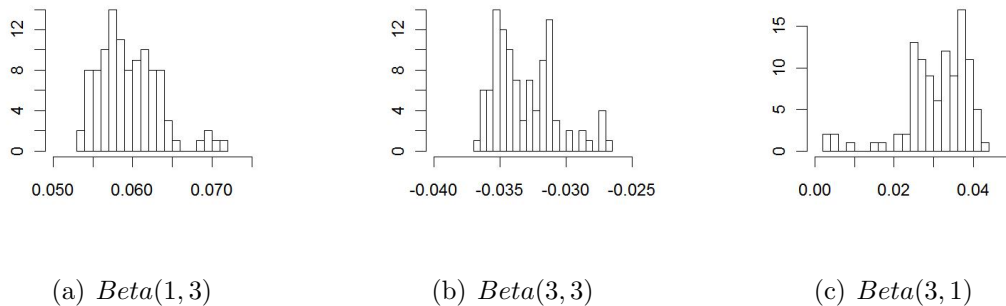 0 4 8 12
0.050 0.060 0.070
(a) Beta(1, 3)
0 4 8 12
-0.040 -0.035 -0.030 -0.025
(b) Beta(3, 3)
0 5 10 15
0.00 0.02 0.04
(c) Beta(3, 1)